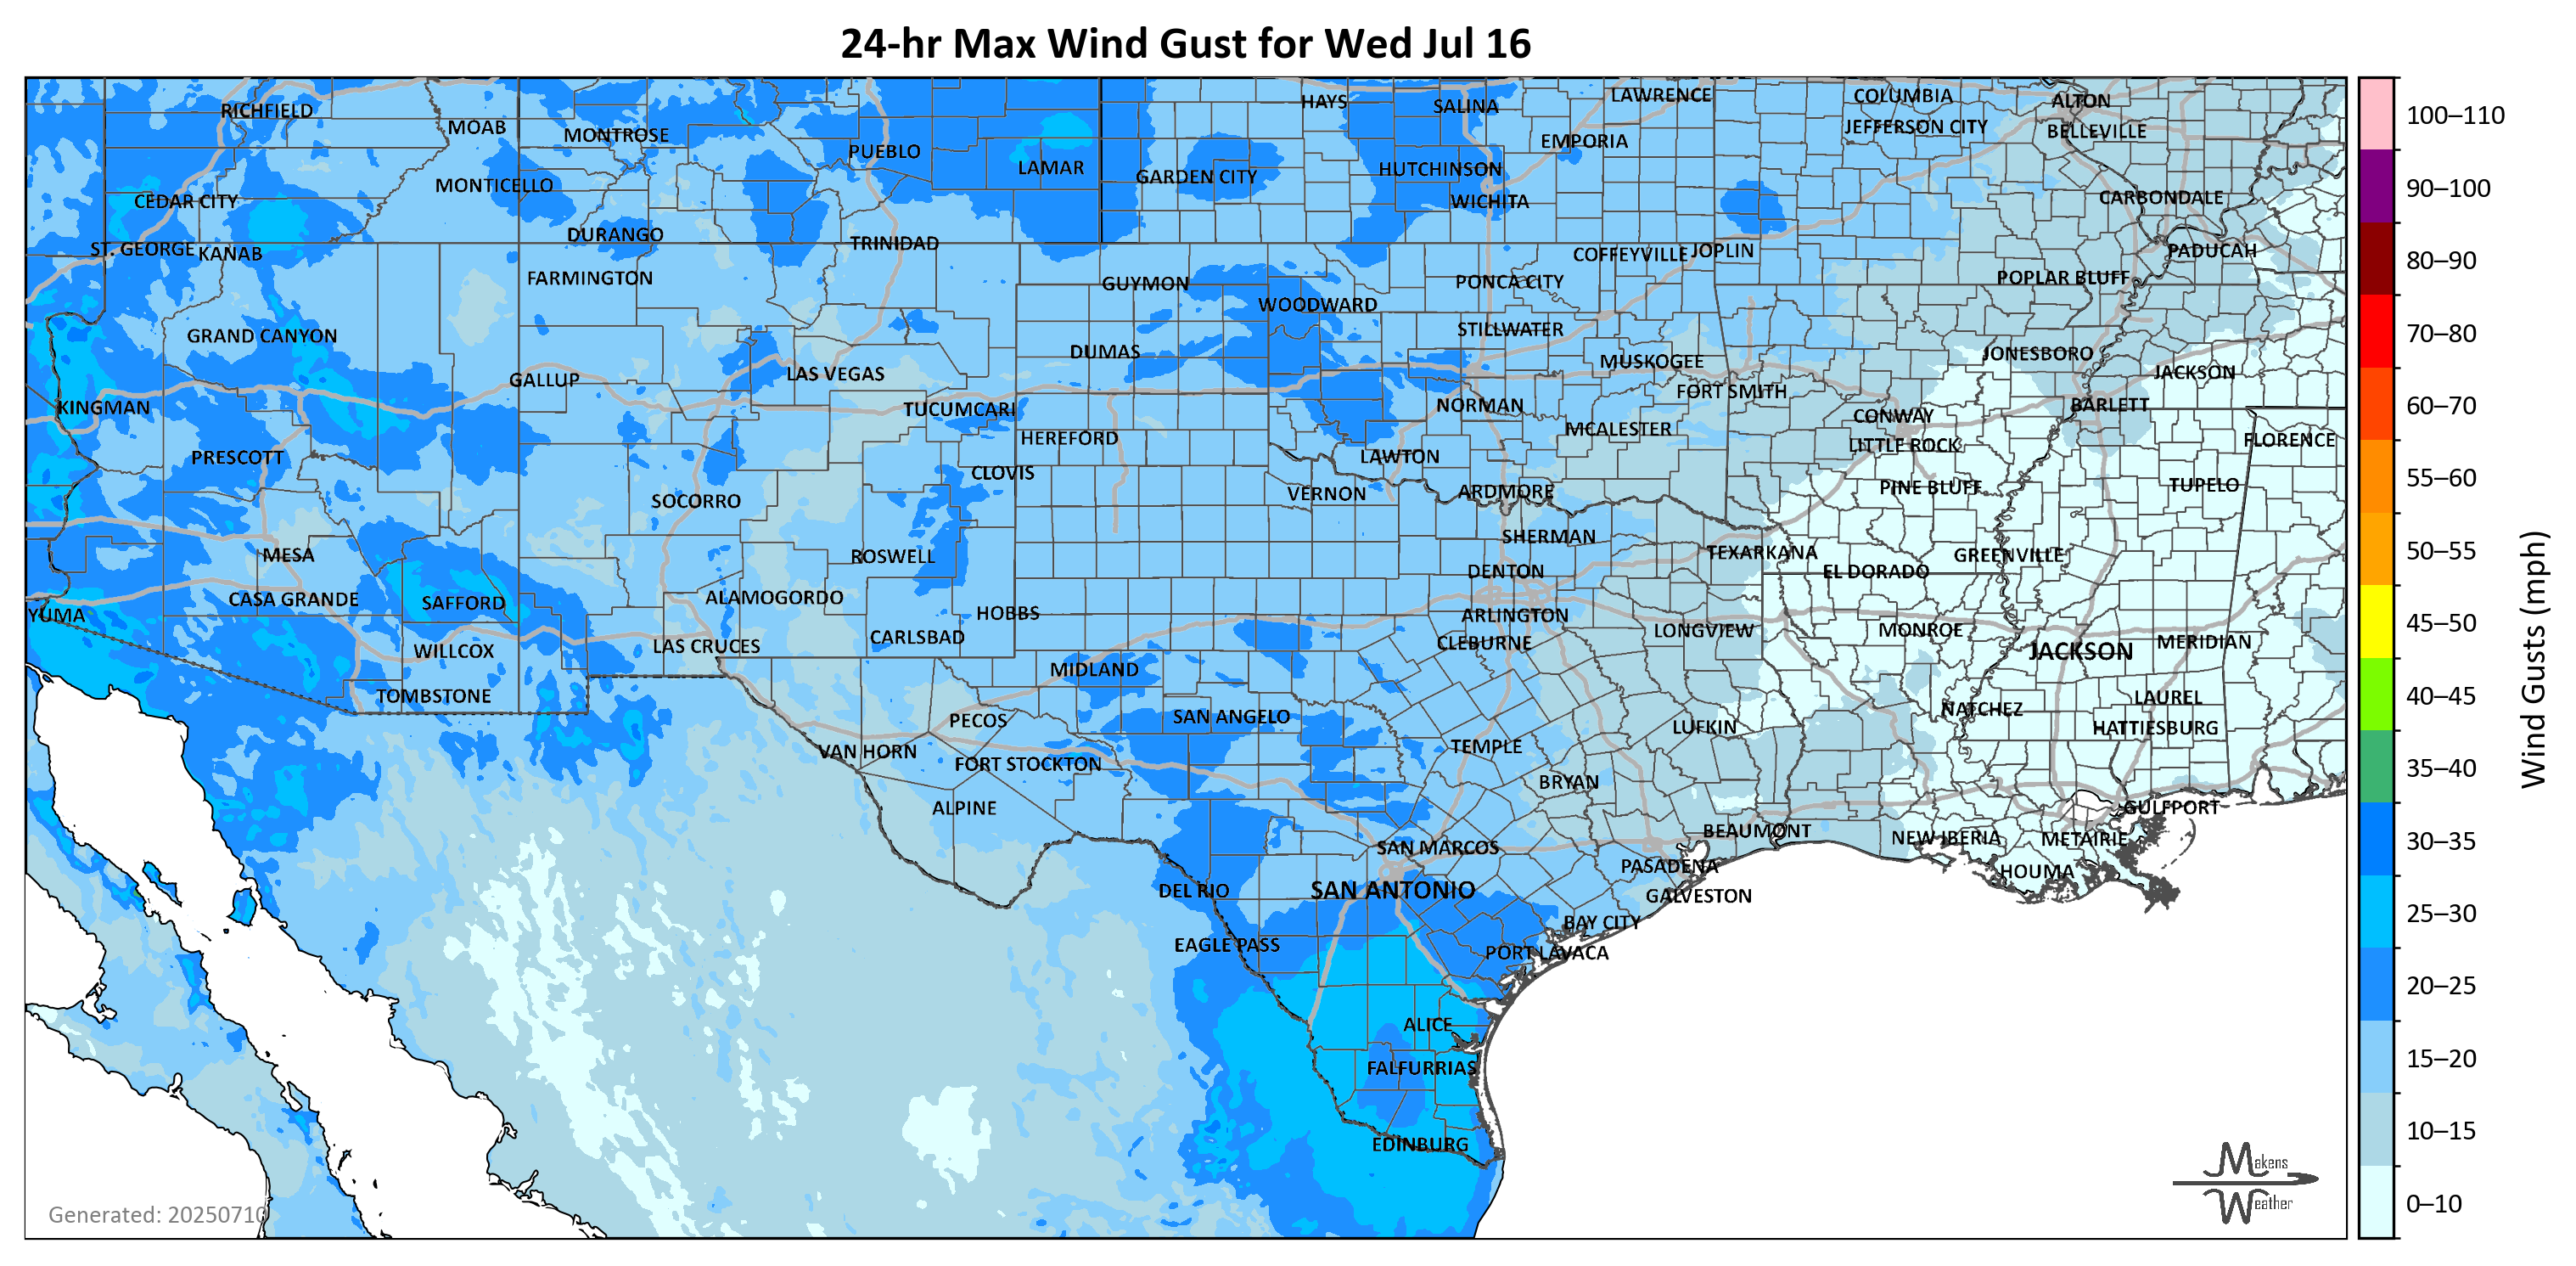 24-hr Max Wind Gust for Wed Jul 16
RICHFIELD
MOAB
MONTROSE
PUEBLO
LAMAR
HAYS
SALINA
LAWRENCE
COLUMBIA
ALTON
EMPORIA
JEFFERSON CITY
BELLEVILLE
CEDAR CITY
MONTICELLO
GARDEN CITY
HUTCHINSON
WICHITA
CARBONDALE
ST. GEORGE
KANAB
DURANGO
TRINIDAD
COFFEYVILLE
JOPLIN
PADUCAH
FARMINGTON
GUYMON
WOODWARD
PONCA CITY
POPLAR BLUFF
GRAND CANYON
DUMAS
STILLWATER
MUSKOGEE
JONESBORO
GALLUP
LAS VEGAS
FORT SMITH
JACKSON
KINGMAN
TUCUMCARI
NORMAN
CONWAY
BARLETT
PRESCOTT
HEREFORD
MCALESTER
LITTLE ROCK
FLORENCE
CLOVIS
LAWTON
SOCORRO
VERNON
ARDMORE
PINE BLUFF
TUPELO
MESA
ROSWELL
SHERMAN
TEXARKANA
GREENVILLE
CASA GRANDE
SAFFORD
ALAMOGORDO
DENTON
EL DORADO
YUMA
HOBBS
ARLINGTON
WILLCOX
LAS CRUCES
CARLSBAD
CLEBURNE
LONGVIEW
MONROE
JACKSON
MERIDIAN
TOMBSTONE
MIDLAND
LAUREL
PECOS
SAN ANGELO
LUFKIN
NATCHEZ
HATTIESBURG
VAN HORN
FORT STOCKTON
TEMPLE
ALPINE
BRYAN
GULFPORT
SAN MARCOS
BEAUMONT
NEW IBERIA
METAIRIE
DEL RIO
SAN ANTONIO
PASADENA
GALVESTON
HOUMA
EAGLE PASS
BAY CITY
PORT LAVACA
ALICE
FALFURRIAS
EDINBURG
Generated: 20250710
Makens
Weather
100–110
90–100
80–90
70–80
60–70
55–60
50–55
45–50
40–45
35–40
30–35
25–30
20–25
15–20
10–15
0–10
Wind Gusts (mph)